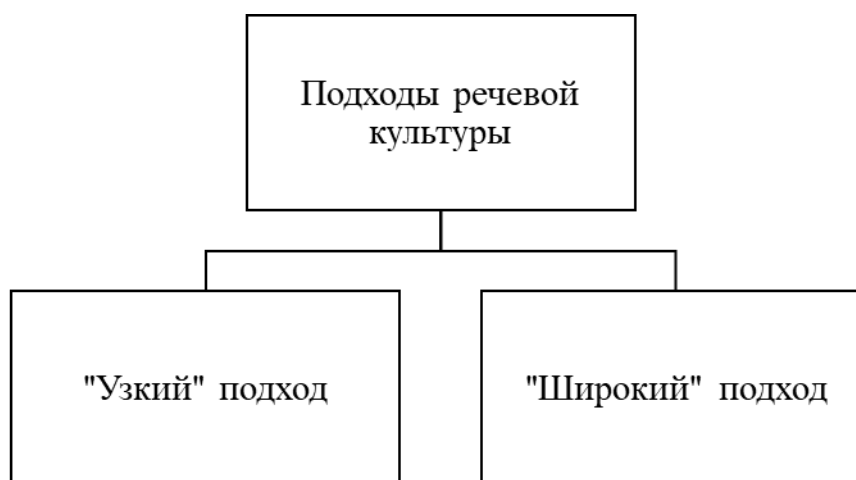 Подходы речевой
культуры
"Узкий" подход
"Широкий" подход